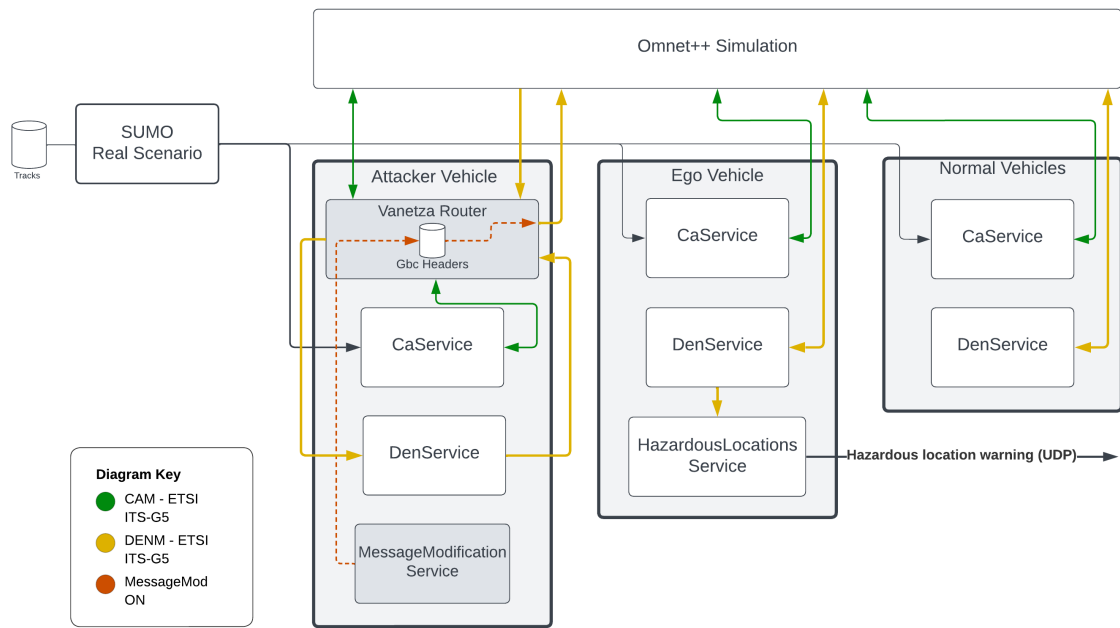 Omnet++ Simulation
SUMO
Real Scenario
Tracks
Attacker Vehicle
Vanetza Router
Gbc Headers
CaService
DenService
MessageModification
Service
Ego Vehicle
CaService
DenService
HazardousLocations
Service
Hazardous location warning (UDP)
Normal Vehicles
CaService
DenService
Diagram Key
CAM - ETSI
ITS-G5
DENM - ETSI
ITS-G5
MessageMod
ON